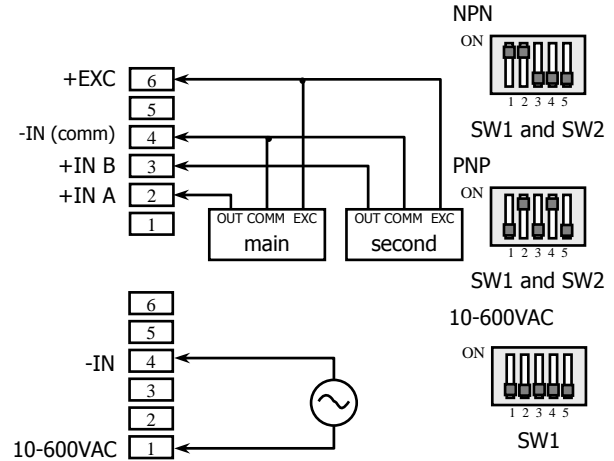 NPN
ON
1 2 3 4 5
SW1 and SW2
+EXC 6
5
-IN (comm) 4
+IN B 3
+IN A 2
1
OUT COMM EXC
main
OUT COMM EXC
second
PNP
ON
1 2 3 4 5
SW1 and SW2
6
5
-IN 4
3
2
10-600VAC 1
10-600VAC
ON
1 2 3 4 5
SW1